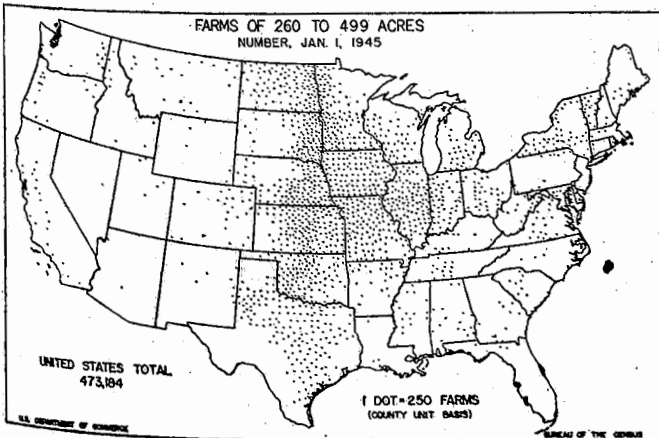 FARMS OF 260 TO 499 ACRES
NUMBER, JAN. 1, 1945
UNITED STATES TOTAL
473,184
1 DOT = 250 FARMS
(COUNTY UNIT BASIS)
U.S. DEPARTMENT OF COMMERCE
BUREAU OF THE CENSUS